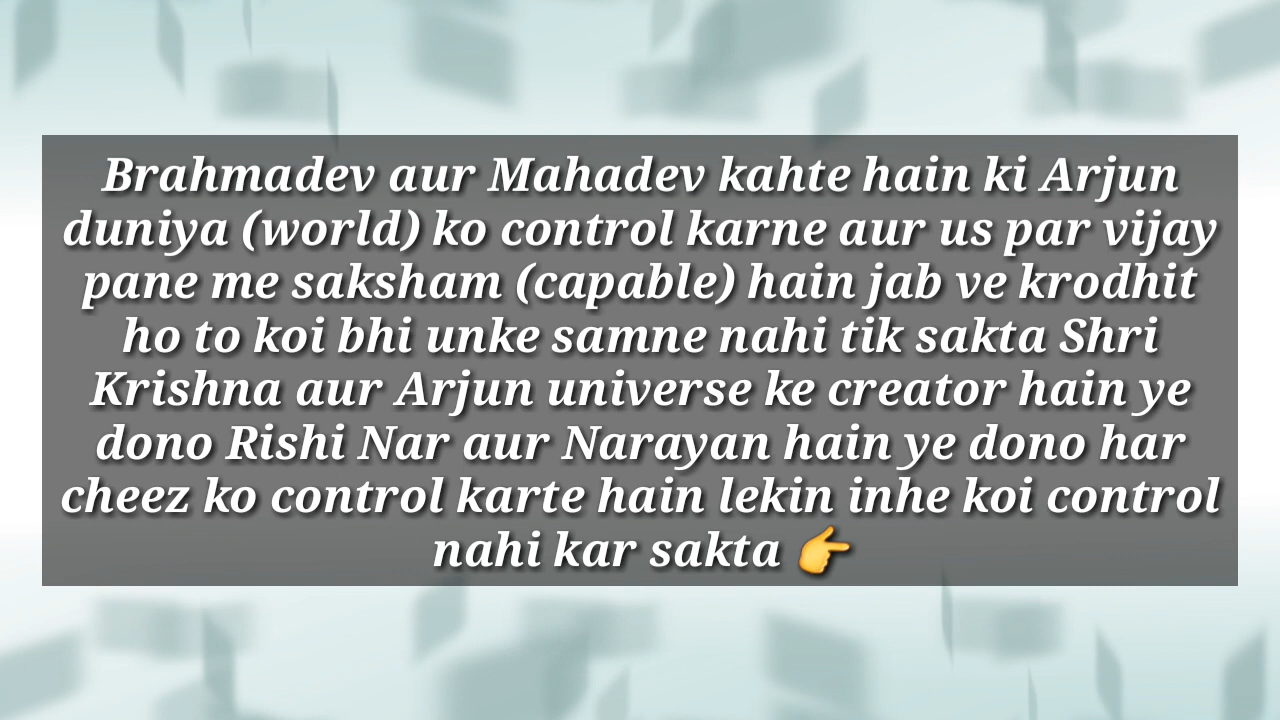 Brahmadev aur Mahadev kahte hain ki Arjun
duniya (world) ko control karne aur us par vijay
pane me saksham (capable) hain jab ve krodhit
ho to koi bhi unke samne nahi tik sakta Shri
Krishna aur Arjun universe ke creator hain ye
dono Rishi Nar aur Narayan hain ye dono har
cheez ko control karte hain lekin inhe koi control
nahi kar sakta 👉